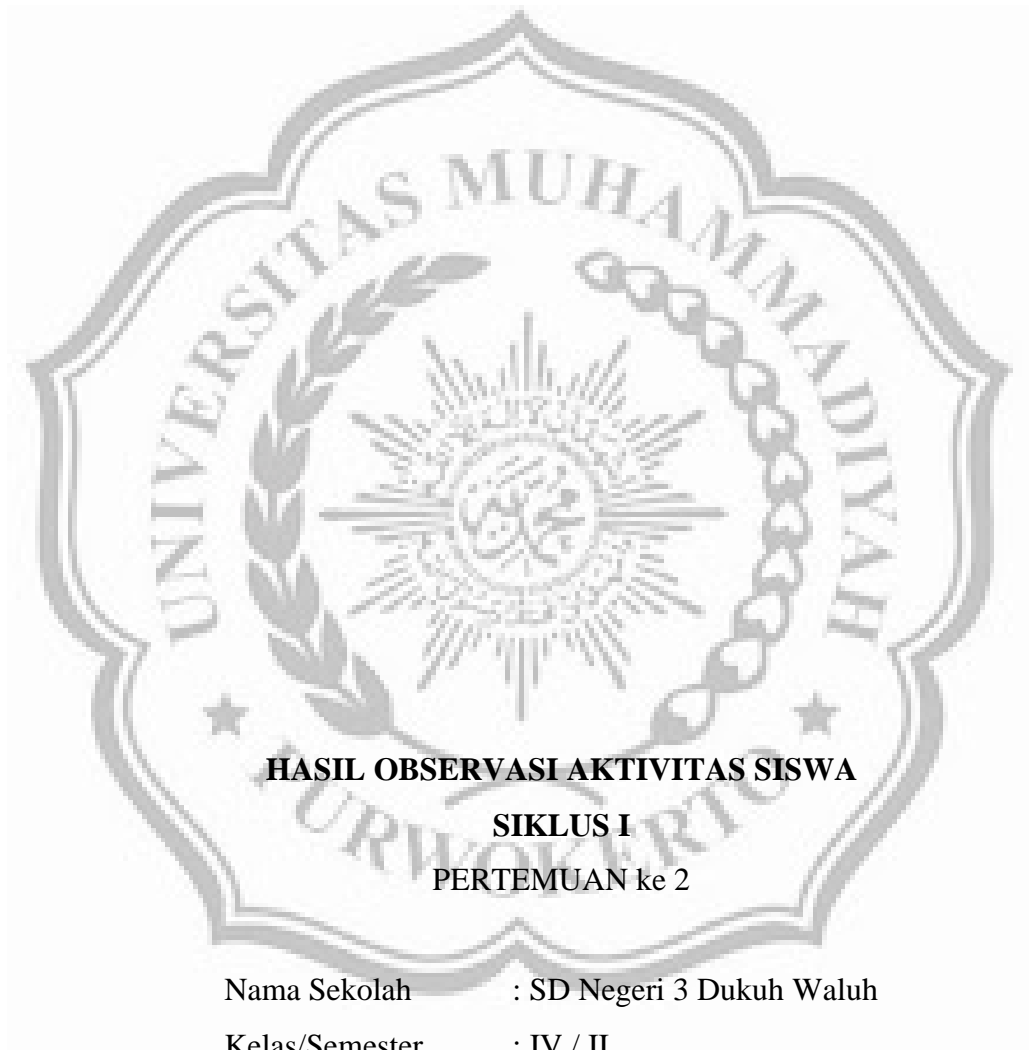 UNIVERSITAS MUHAMMADIYAH
PURWOKERTO
HASIL OBSERVASI AKTIVITAS SISWA
SIKLUS I
PERTEMUAN ke 2
Nama Sekolah : SD Negeri 3 Dukuh Waluh
Kelas/Semester : IV / II